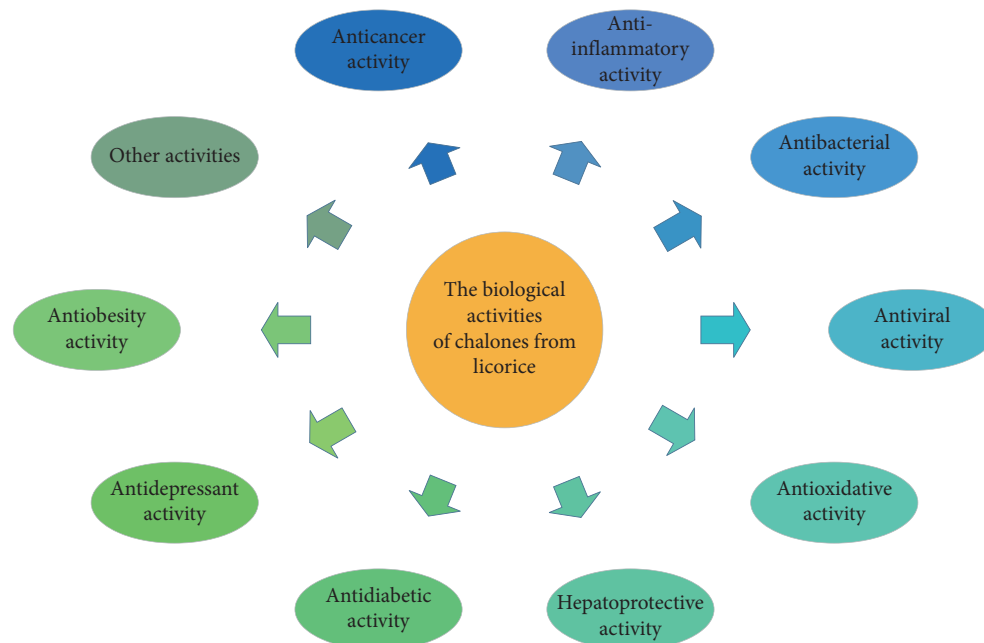 Anticancer
activity
Anti-
inflammatory
activity
Other activities
Antibacterial
activity
The biological
activities
of chalones from
licorice
Antiobesity
activity
Antiviral activity
Antidepressant
activity
Antioxidative
activity
Antidiabetic
activity
Hepatoprotective
activity